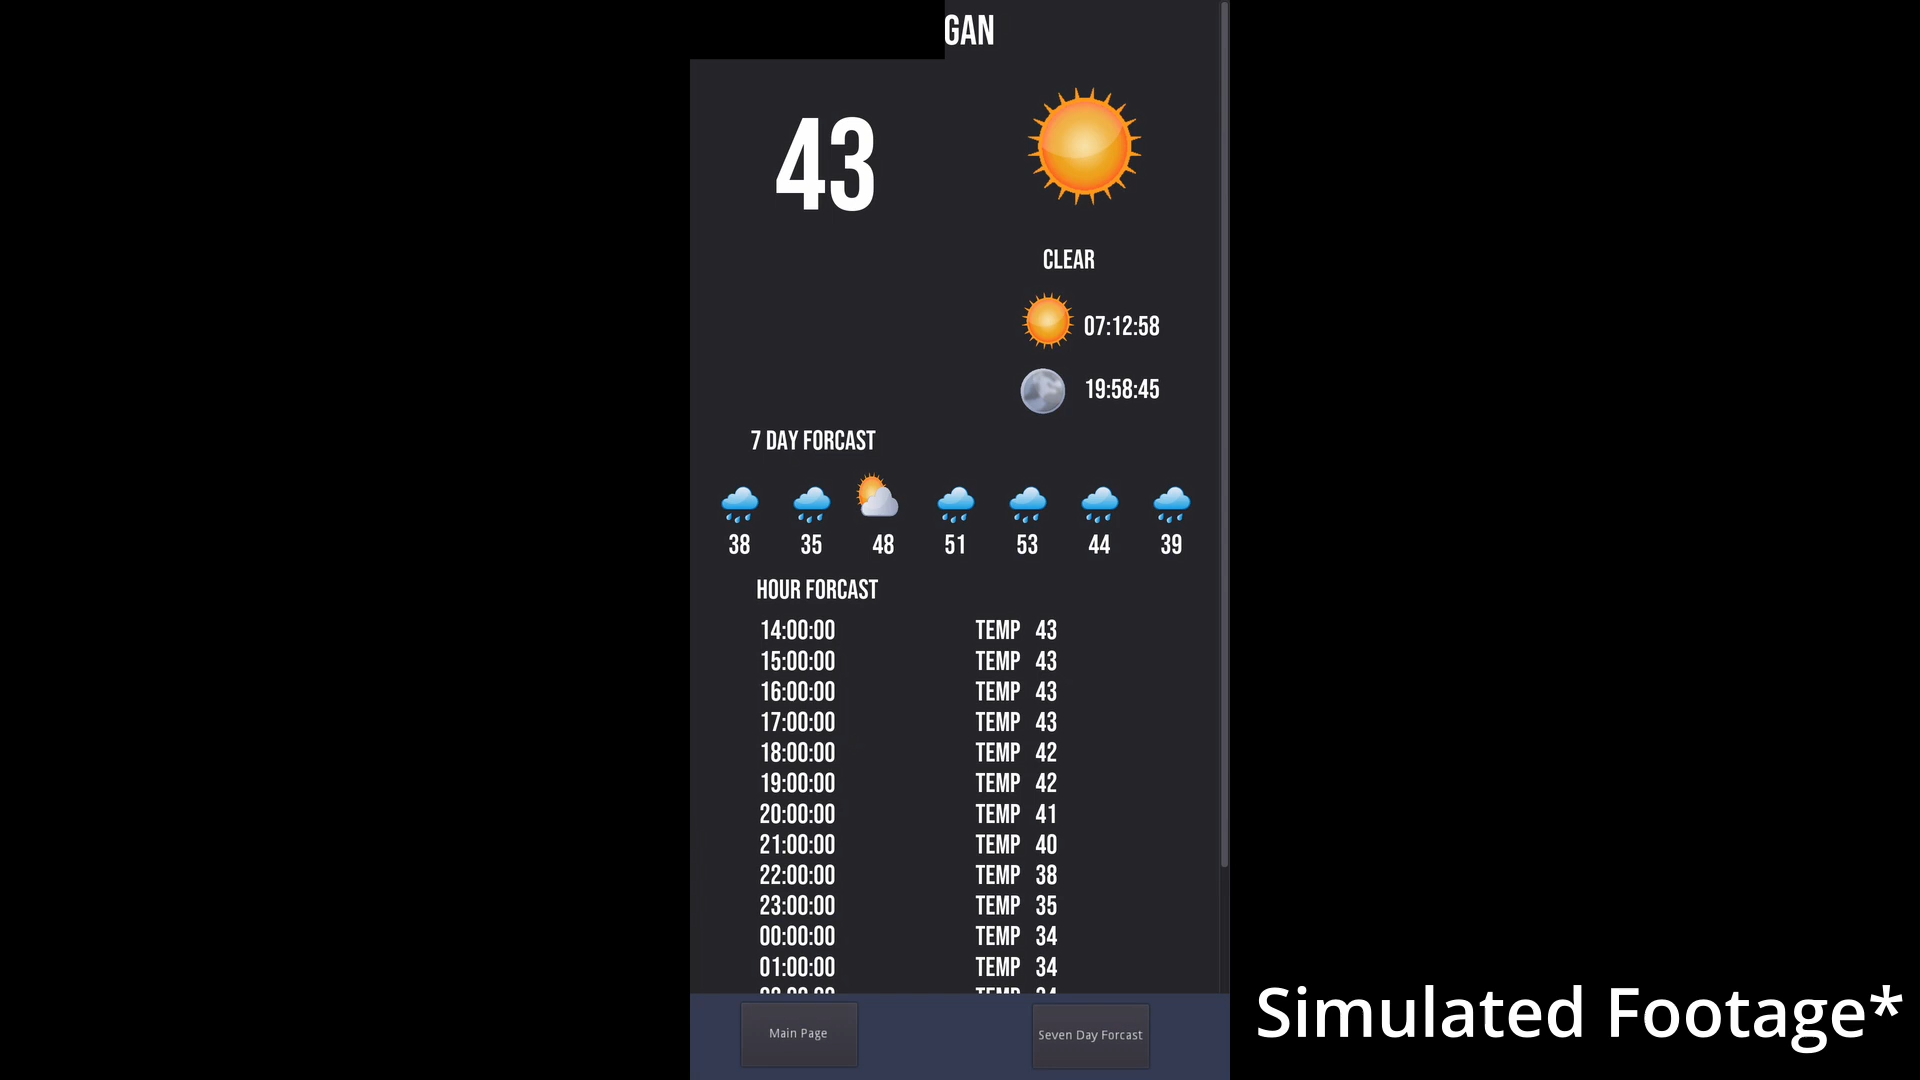 GAN
43
CLEAR
07:12:58
19:58:45
7 DAY FORCAST
38 35 48 51 53 44 39
HOUR FORCAST
14:00:00 TEMP 43
15:00:00 TEMP 43
16:00:00 TEMP 43
17:00:00 TEMP 43
18:00:00 TEMP 42
19:00:00 TEMP 42
20:00:00 TEMP 41
21:00:00 TEMP 40
22:00:00 TEMP 38
23:00:00 TEMP 35
00:00:00 TEMP 34
01:00:00 TEMP 34
Main Page
Seven Day Forcast
Simulated Footage*